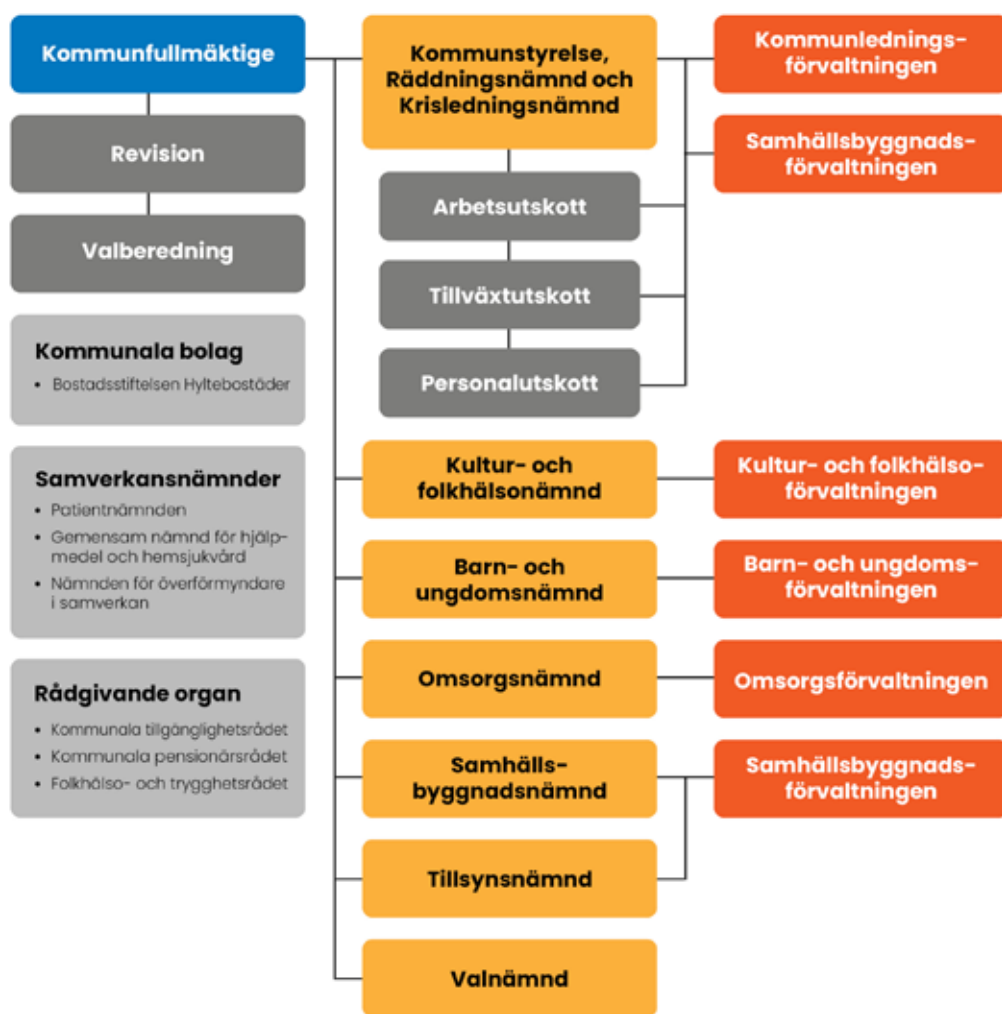 Kommunfullmäktige
Revision
Valberedning
Kommunala bolag
• Bostadsstiftelsen Hyltebostäder
Samverkansnämnder
• Patientnämnden
• Gemensam nämnd för hjälp-
medel och hemsjukvård
• Nämnden för överförmyndare
i samverkan
Rådgivande organ
• Kommunala tillgänglighetsrådet
• Kommunala pensionärsrådet
• Folkhälso- och trygghetsrådet
Kommunstyrelse,
Räddningsnämnd och
Krisledningsnämnd
Arbetsutskott
Tillväxtutskott
Personalutskott
Kommunlednings-
förvaltningen
Samhällsbyggnads-
förvaltningen
Kultur- och
folkhälsonämnd
Kultur- och folkhälso-
förvaltningen
Barn- och
ungdomsnämnd
Barn- och ungdoms-
förvaltningen
Omsorgsnämnd
Omsorgsförvaltningen
Samhälls-
byggnadsnämnd
Samhällsbyggnads-
förvaltningen
Tillsynsnämnd
Valnämnd